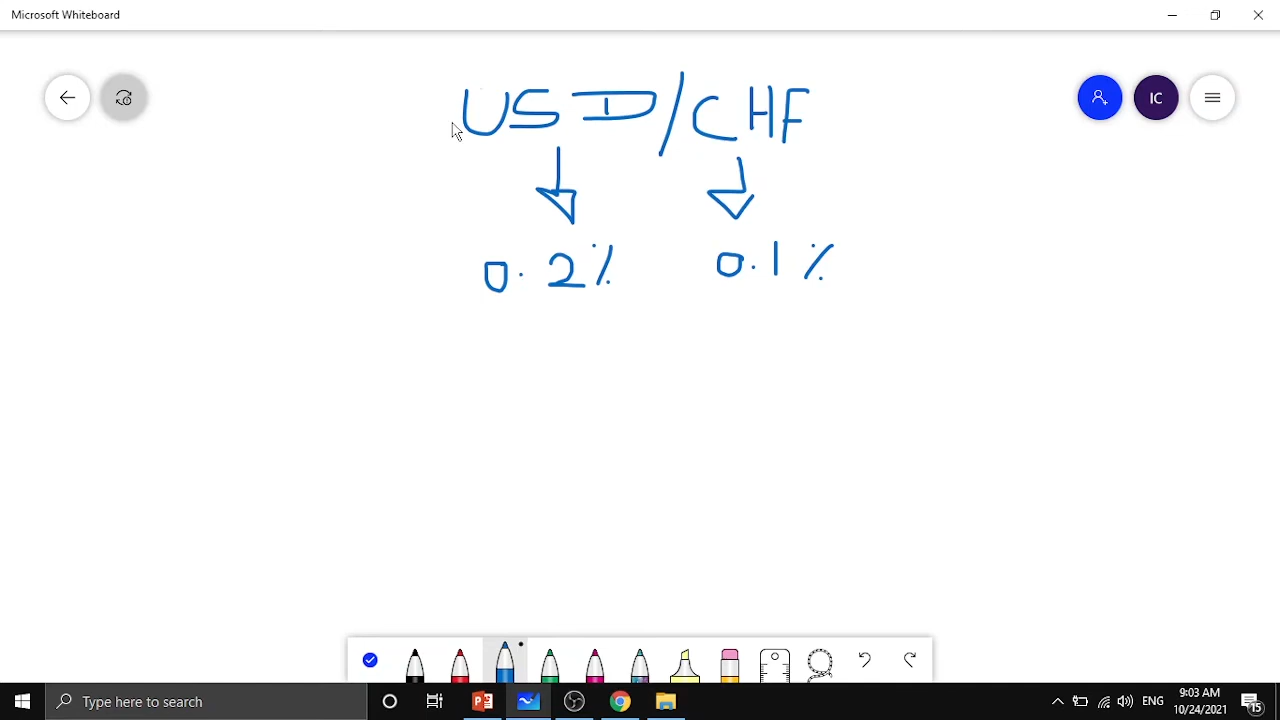 Microsoft Whiteboard
USD/CHF
IC
0.2% 0.1%
Type here to search
ENG
9:03 AM
10/24/2021
15